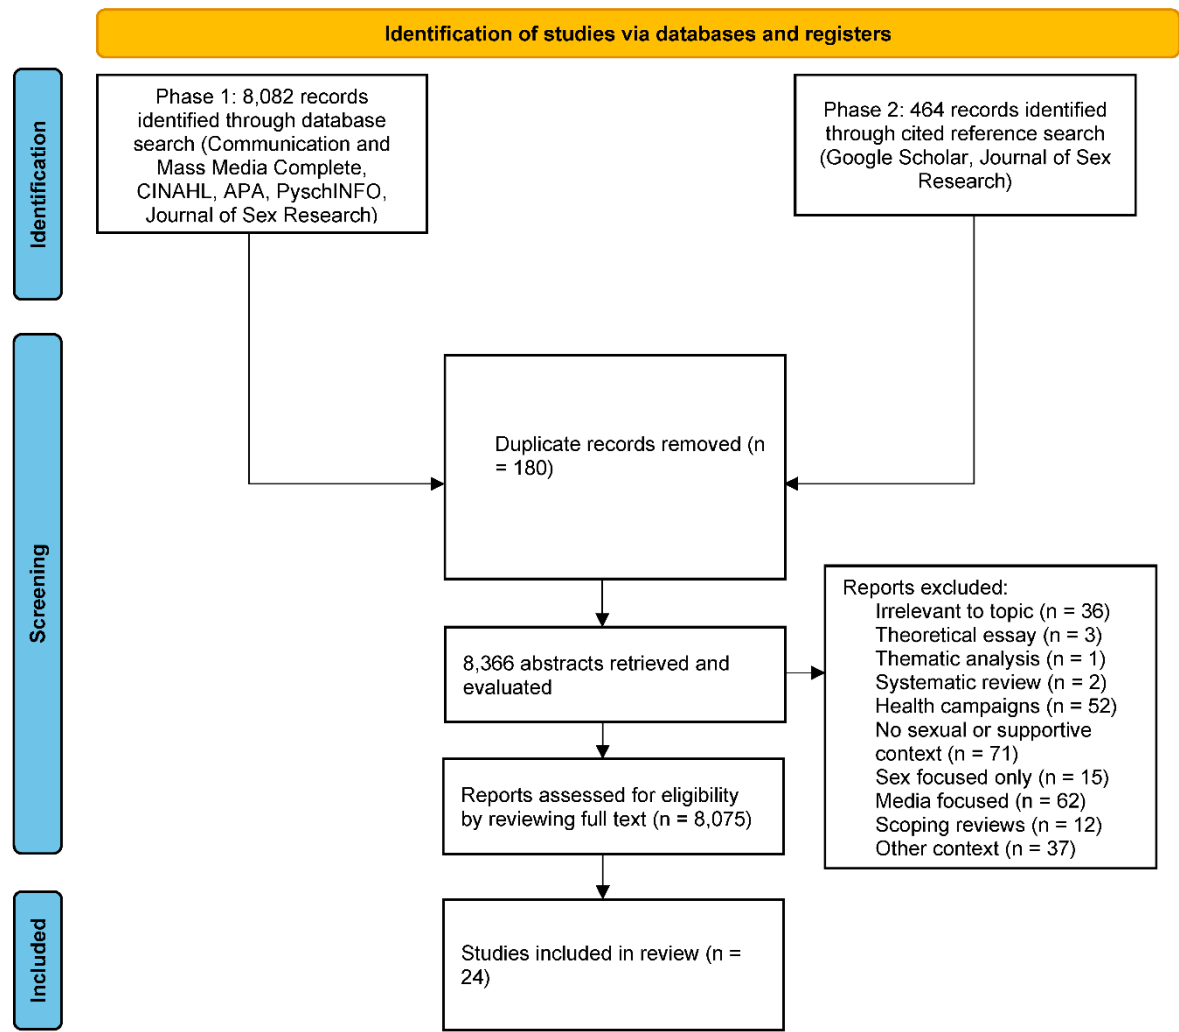 Identification of studies via databases and registers
Identification
Phase 1: 8,082 records
identified through database
search (Communication and
Mass Media Complete,
CINAHL, APA, PyschINFO,
Journal of Sex Research)
Phase 2: 464 records identified
through cited reference search
(Google Scholar, Journal of Sex
Research)
Screening
Duplicate records removed (n
= 180)
8,366 abstracts retrieved and
evaluated
Reports excluded:
Irrelevant to topic (n = 36)
Theoretical essay (n = 3)
Thematic analysis (n = 1)
Systematic review (n = 2)
Health campaigns (n = 52)
No sexual or supportive
context (n = 71)
Sex focused only (n = 15)
Media focused (n = 62)
Scoping reviews (n = 12)
Other context (n = 37)
Reports assessed for eligibility
by reviewing full text (n = 8,075)
Included
Studies included in review (n =
24)